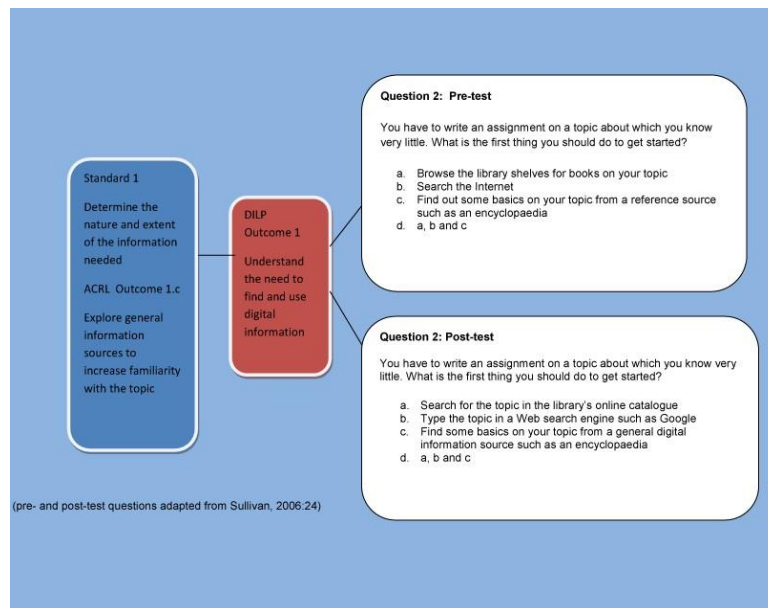 Standard 1
Determine the
nature and extent
of the information
needed
ACRL  Outcome 1.c
Explore general
information
sources to
increase familiarity
with the topic
DILP
Outcome 1
Understand
the need to
find and use
digital
information
Question 2:  Pre-test
You have to write an assignment on a topic about which you know
very little. What is the first thing you should do to get started?
a. Browse the library shelves for books on your topic
b. Search the Internet
c. Find out some basics on your topic from a reference source
such as an encyclopaedia
d. a, b and c
Question 2: Post-test
You have to write an assignment on a topic about which you know very
little. What is the first thing you should do to get started?
a. Search for the topic in the library's online catalogue
b. Type the topic in a Web search engine such as Google
c. Find some basics on your topic from a general digital
information source such as an encyclopaedia
d. a, b and c
(pre- and post-test questions adapted from Sullivan, 2006:24)